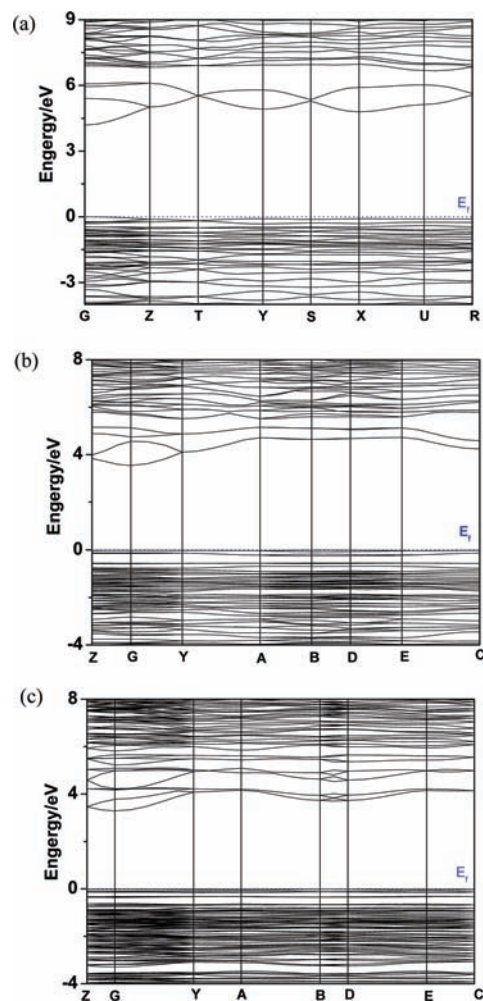 (a)
Engergy/eV
9
6
3
0
-3
E_f
G Z T Y S X U R
(b)
Engergy/eV
8
4
0
-4
E_f
Z G Y A B D E C
(c)
Engergy/eV
8
4
0
-4
E_f
Z G Y A B D E C